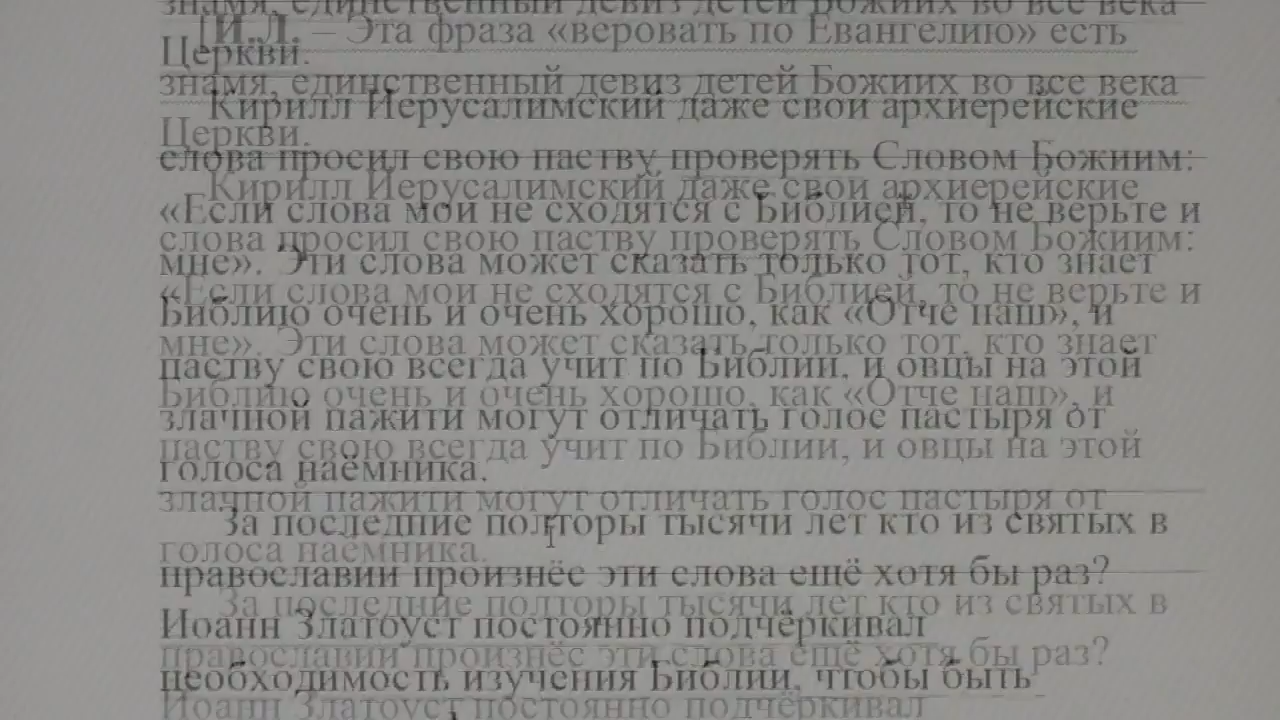 [И.Л. – Эта фраза «веровать по Евангелию» есть
знамя, единственный девиз детей Божиих во все века
Церкви.
Кирилл Иерусалимский даже свои архиерейские
слова просил свою паству проверять Словом Божиим:
«Если слова мои не сходятся с Библией, то не верьте и
мне». Эти слова может сказать только тот, кто знает
Библию очень и очень хорошо, как «Отче наш», и
паству свою всегда учит по Библии, и овцы на этой
злачной пажити могут отличать голос пастыря от
голоса наёмника.
За последние полторы тысячи лет кто из святых в
православии произнёс эти слова ещё хотя бы раз?
Иоанн Златоуст постоянно подчёркивал
необходимость изучения Библии, чтобы быть